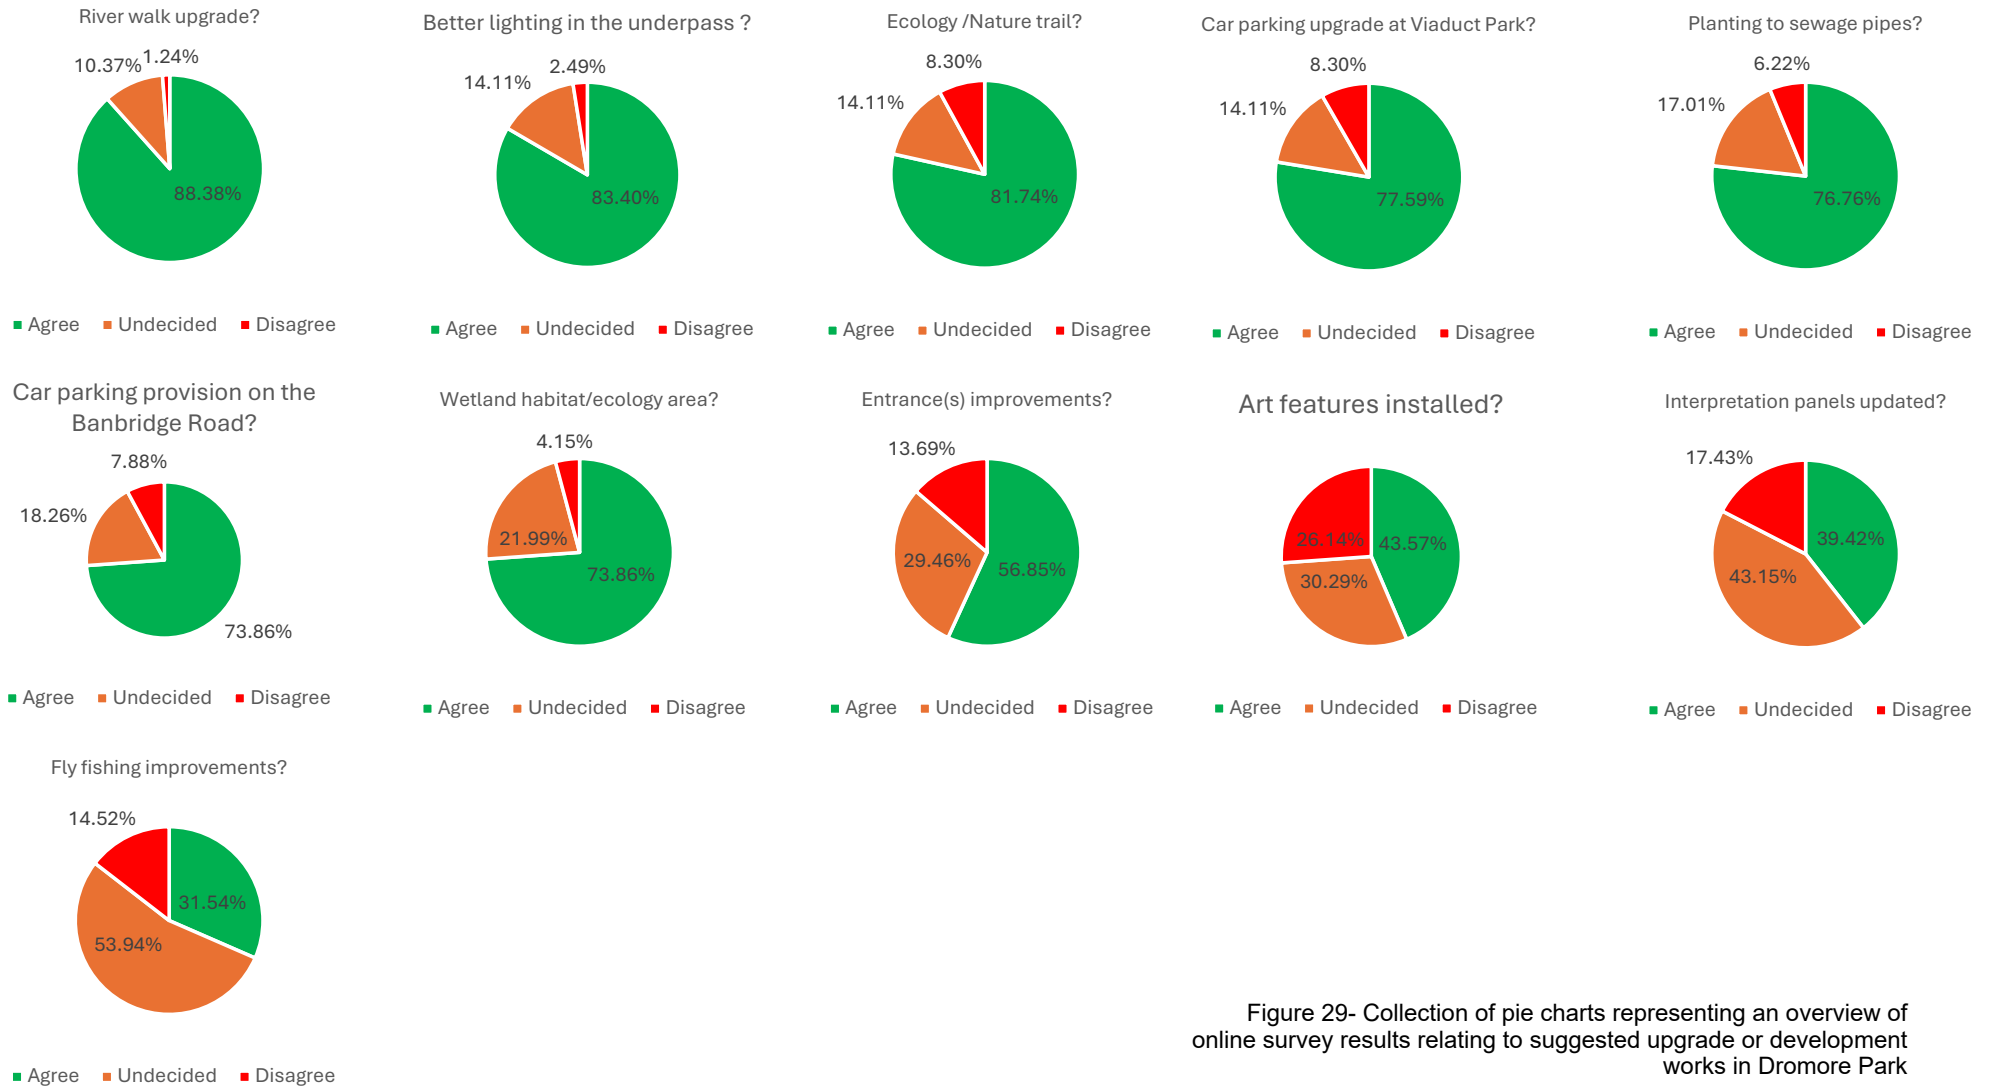 River walk upgrade?
1.24%
10.37%
88.38%
Agree Undecided Disagree
Better lighting in the underpass ?
2.49%
14.11%
83.40%
Agree Undecided Disagree
Ecology /Nature trail?
8.30%
14.11%
81.74%
Agree Undecided Disagree
Car parking upgrade at Viaduct Park?
8.30%
14.11%
77.59%
Agree Undecided Disagree
Planting to sewage pipes?
6.22%
17.01%
76.76%
Agree Undecided Disagree
Car parking provision on the
Banbridge Road?
7.88%
18.26%
73.86%
Agree Undecided Disagree
Wetland habitat/ecology area?
4.15%
21.99%
73.86%
Agree Undecided Disagree
Entrance(s) improvements?
13.69%
29.46%
56.85%
Agree Undecided Disagree
Art features installed?
26.14% 43.57%
30.29%
Agree Undecided Disagree
Interpretation panels updated?
17.43%
39.42%
43.15%
Agree Undecided Disagree
Fly fishing improvements?
14.52%
31.54%
53.94%
Agree Undecided Disagree
Figure 29- Collection of pie charts representing an overview of
online survey results relating to suggested upgrade or development
works in Dromore Park